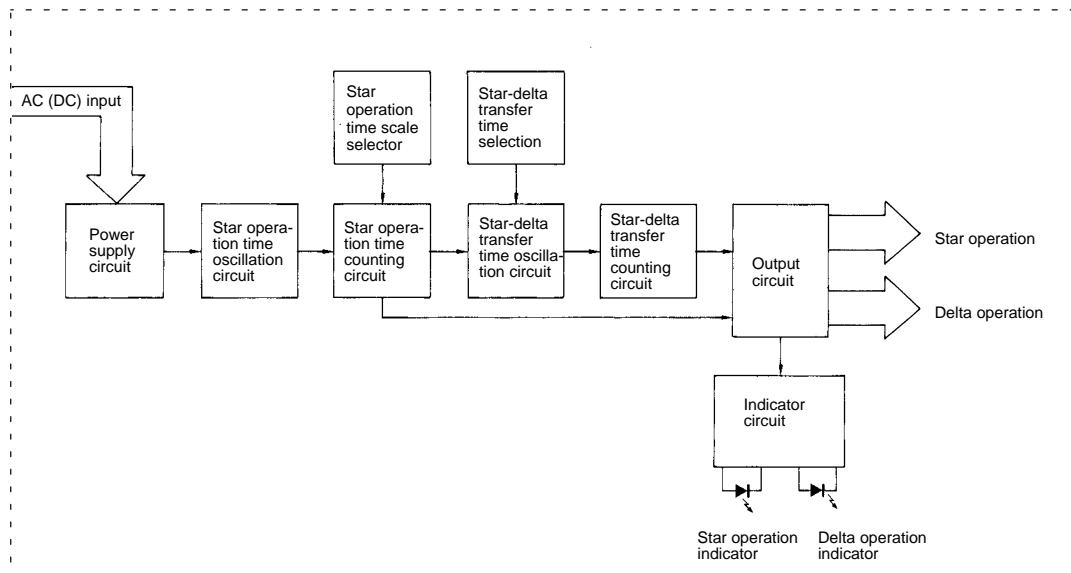 AC (DC) input
Star
operation
time scale
selector
Star-delta
transfer
time
selection
Power
supply
circuit
Star opera-
tion time
oscillation
circuit
Star opera-
tion time
counting
circuit
Star-delta
transfer
time oscilla-
tion circuit
Star-delta
transfer
time
counting
circuit
Output
circuit
Star operation
Delta operation
Indicator
circuit
Star operation
indicator
Delta operation
indicator